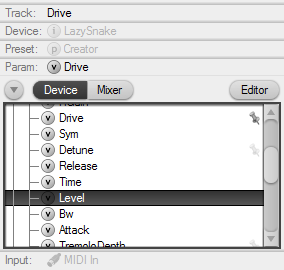 Track: Drive
Device: i LazySnake
Preset: p Creator
Param: v Drive
Device Mixer Editor
v Drive
v Sym
v Detune
v Release
v Time
v Level
v Bw
v Attack
v TremoloDepth
Input: MIDI In